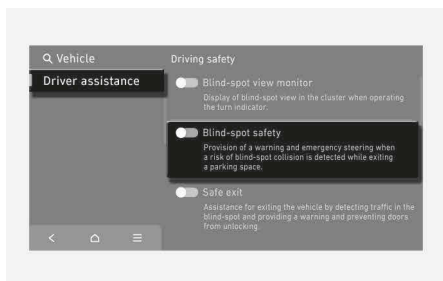 Vehicle
Driving safety
Driver assistance
Blind-spot view monitor
Display of blind-spot view in the cluster when operating
the turn indicator.
Blind-spot safety
Provision of a warning and emergency steering when
a risk of blind-spot collision is detected while exiting
a parking space.
Safe exit
Assistance for exiting the vehicle by detecting traffic in the
blind-spot and providing a warning and preventing doors
from unlocking.